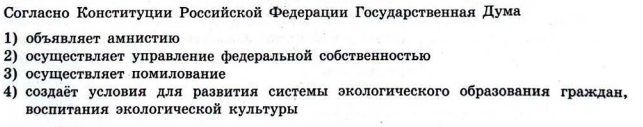 Согласно Конституции Российской Федерации Государственная Дума
1) объявляет амнистию
2) осуществляет управление федеральной собственностью
3) осуществляет помилование
4) создаёт условия для развития системы экологического образования граждан,
воспитания экологической культуры